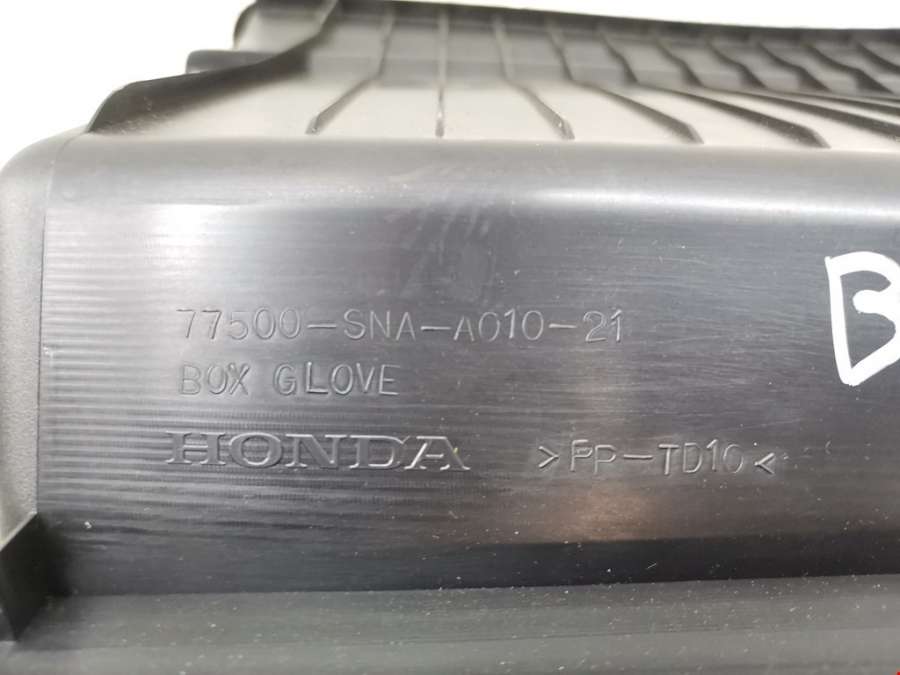 77500-SNA-A010-21
BOX GLOVE
HONDA >PP-TD10<
B